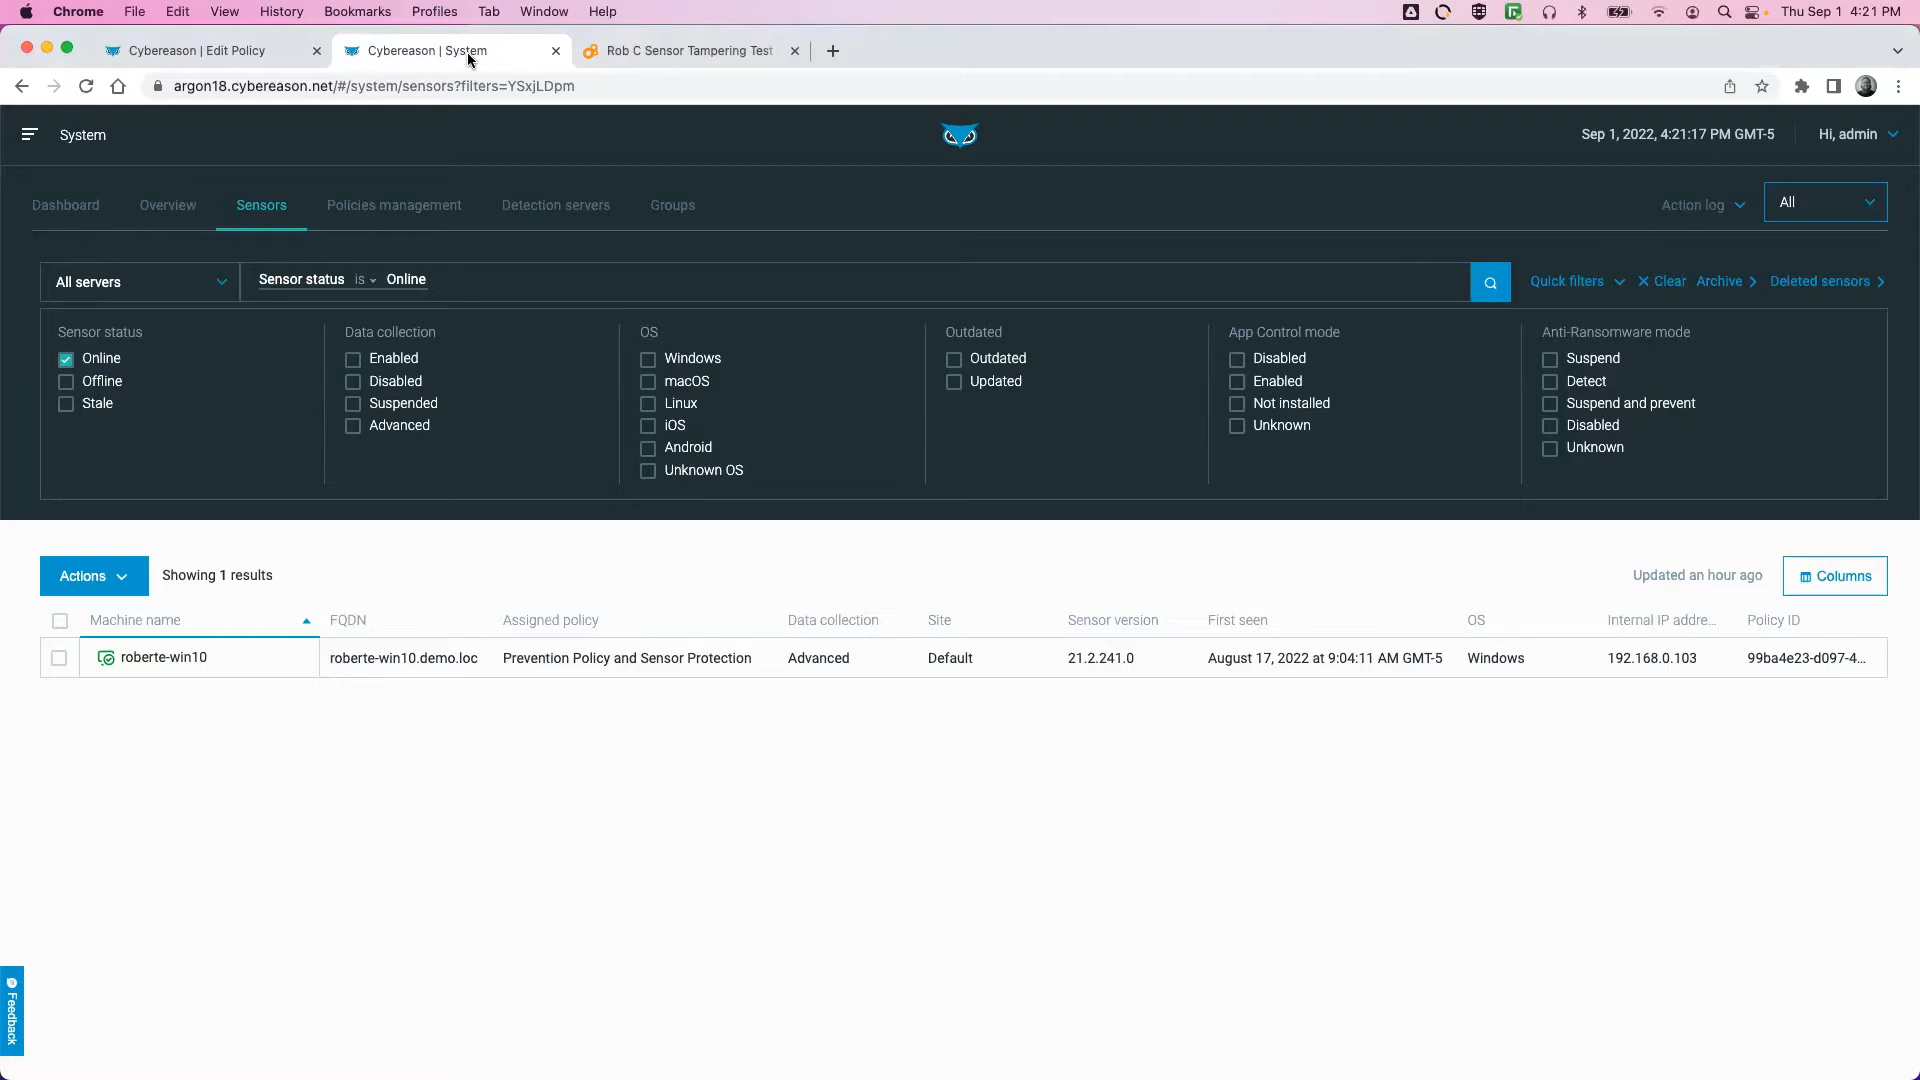 Chrome File Edit View History Bookmarks Profiles Tab Window Help Thu Sep 1 4:21 PM
Cybereason | Edit Policy
Cybereason | System
Rob C Sensor Tampering Test
argon18.cybereason.net/#/system/sensors?filters=YSxjLDpm
System
Sep 1, 2022, 4:21:17 PM GMT-5
Hi, admin
Dashboard Overview Sensors Policies management Detection servers Groups
Action log
All
All servers
Sensor status is Online
Quick filters Clear Archive Deleted sensors
Sensor status
Online
Offline
Stale
Data collection
Enabled
Disabled
Suspended
Advanced
OS
Windows
macOS
Linux
iOS
Android
Unknown OS
Outdated
Outdated
Updated
App Control mode
Disabled
Enabled
Not installed
Unknown
Anti-Ransomware mode
Suspend
Detect
Suspend and prevent
Disabled
Unknown
Actions
Showing 1 results
Updated an hour ago
Columns
Machine name FQDN Assigned policy Data collection Site Sensor version First seen OS Internal IP addre... Policy ID
roberte-win10 roberte-win10.demo.loc Prevention Policy and Sensor Protection Advanced Default 21.2.241.0 August 17, 2022 at 9:04:11 AM GMT-5 Windows 192.168.0.103 99ba4e23-d097-4...
Feedback